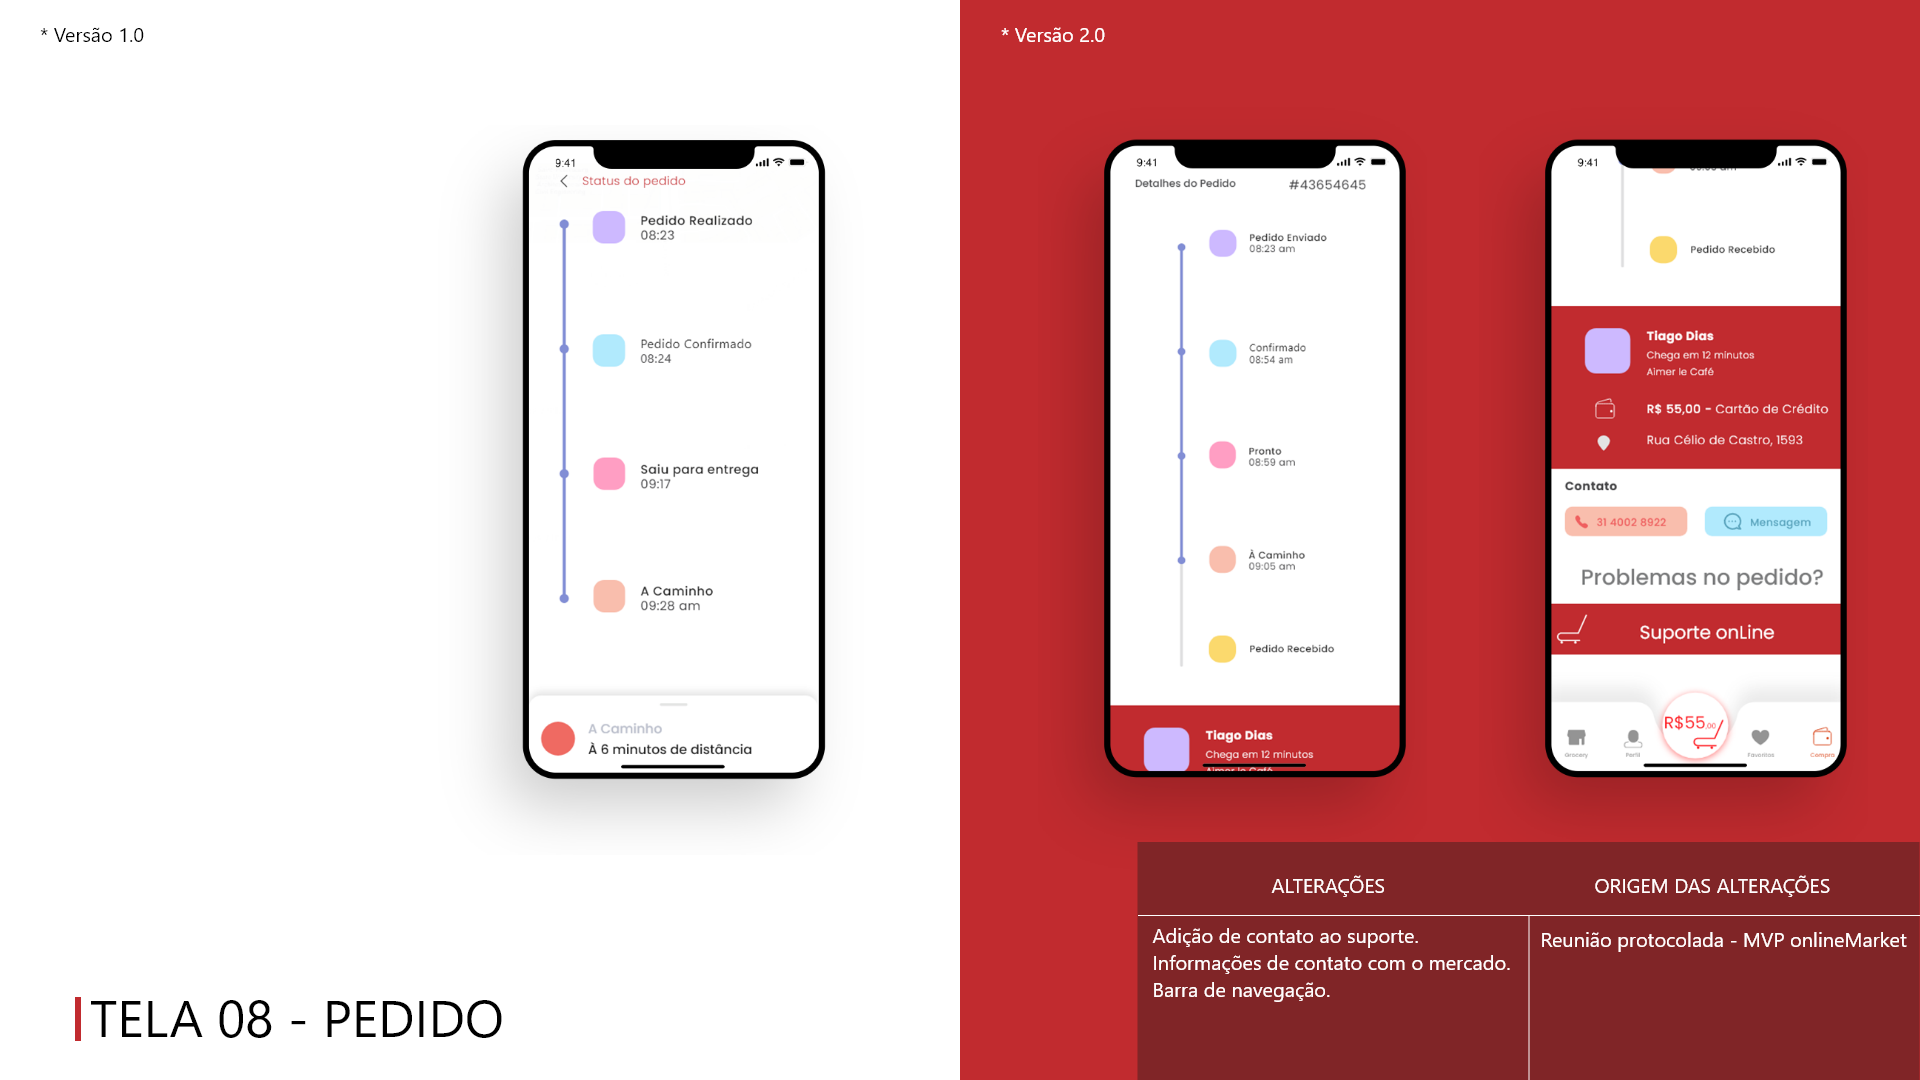 * Versão 1.0
9:41
Status do pedido
Pedido Realizado
08:23
Pedido Confirmado
08:24
Saiu para entrega
09:17
A Caminho
09:28 am
A Caminho
À 6 minutos de distância
TELA 08 - PEDIDO
* Versão 2.0
9:41
Detalhes do Pedido #43654645
Pedido Enviado
08:23 am
Confirmado
08:54 am
Pronto
08:59 am
À Caminho
09:05 am
Pedido Recebido
Tiago Dias
Chega em 12 minutos
Aimer le Café
9:41
Pedido Recebido
Tiago Dias
Chega em 12 minutos
Aimer le Café
R$ 55,00 - Cartão de Crédito
Rua Célio de Castro, 1593
Contato
31 4002 8922 Mensagem
Problemas no pedido?
Suporte onLine
R$55,00
Grocery Perfil Favoritos Compra
ALTERAÇÕES ORIGEM DAS ALTERAÇÕES
Adição de contato ao suporte.
Informações de contato com o mercado.
Barra de navegação.
Reunião protocolada - MVP onlineMarket